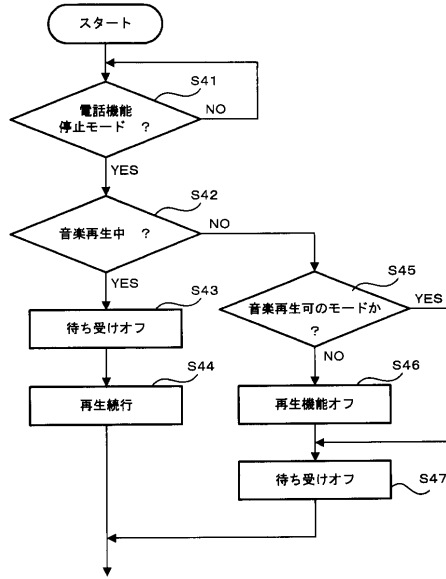 スタート
S41
電話機能
停止モード ?
NO
YES
S42
音楽再生中 ?
NO
YES
S43
待ち受けオフ
S44
再生続行
S45
音楽再生可のモードか
?
YES
NO
S46
再生機能オフ
待ち受けオフ
S47